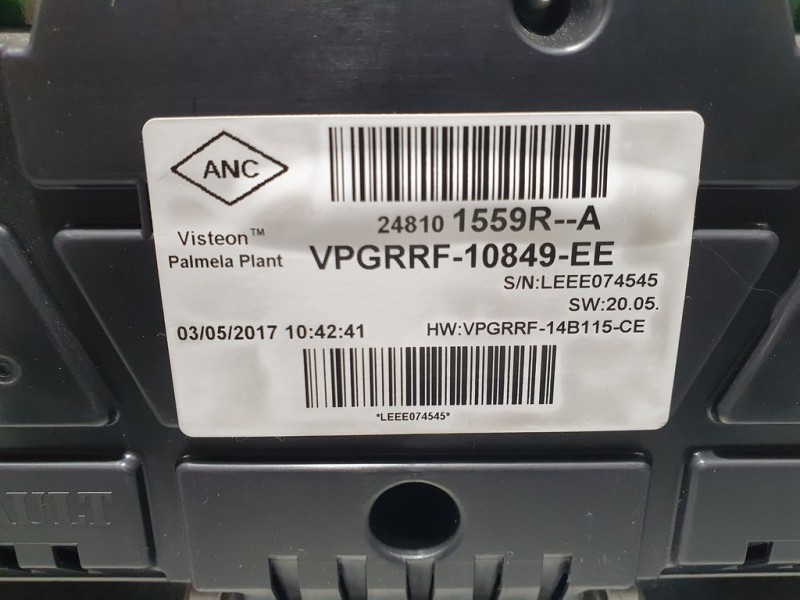 ANC
24810 1559R--A
Visteon™
Palmela Plant
VPGRRF-10849-EE
S/N:LEEE074545
SW:20.05.
03/05/2017 10:42:41
HW:VPGRRF-14B115-CE
*LEEE074545*